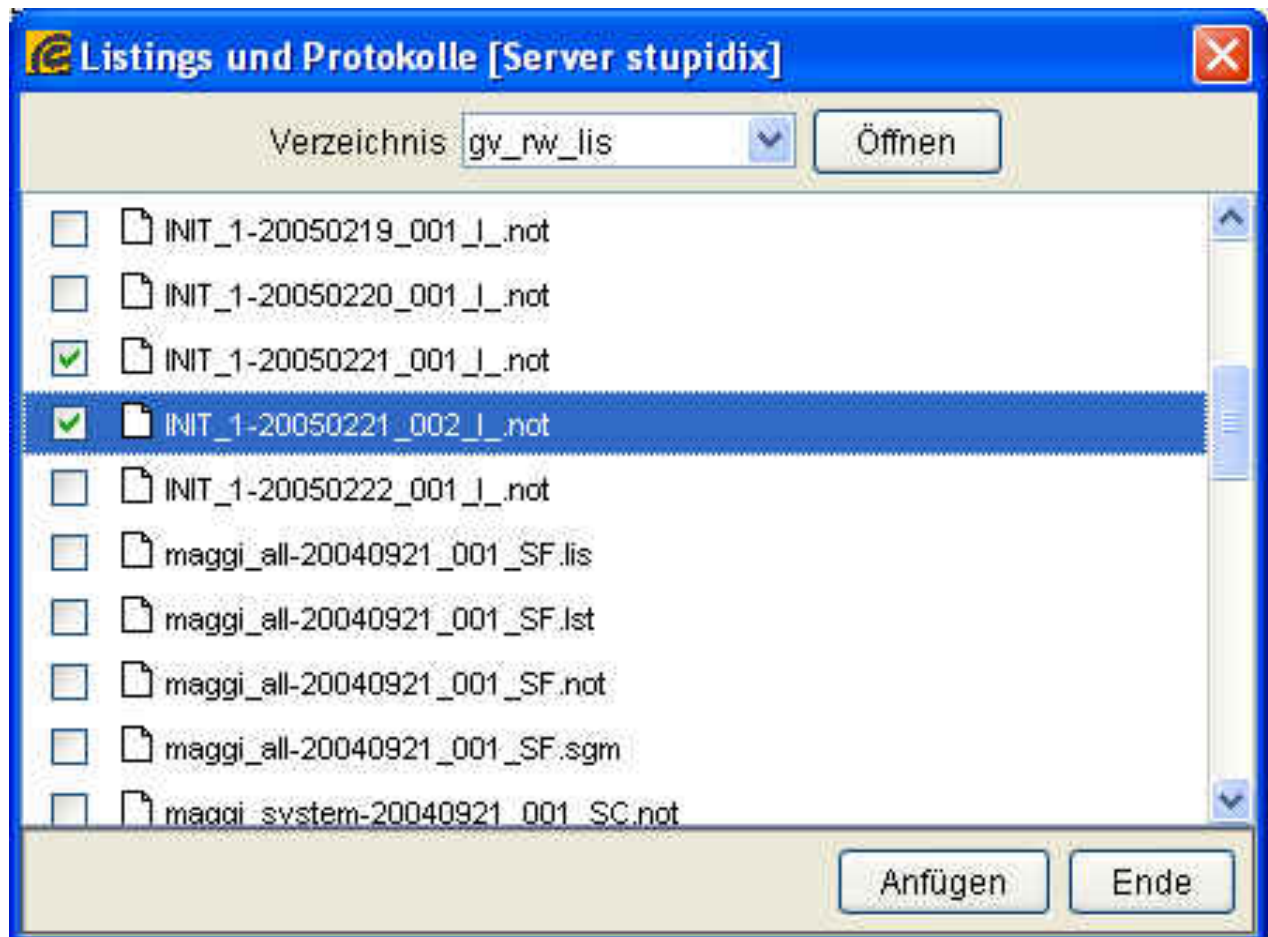 Listings und Protokolle [Server stupidix]
Verzeichnis gv_rw_lis Öffnen
INIT_1-20050219_001_I_.not
INIT_1-20050220_001_I_.not
INIT_1-20050221_001_I_.not
INIT_1-20050221_002_I_.not
INIT_1-20050222_001_I_.not
maggi_all-20040921_001_SF.lis
maggi_all-20040921_001_SF.lst
maggi_all-20040921_001_SF.not
maggi_all-20040921_001_SF.sgm
maggi_system-20040921_001_SC.not
Anfügen Ende